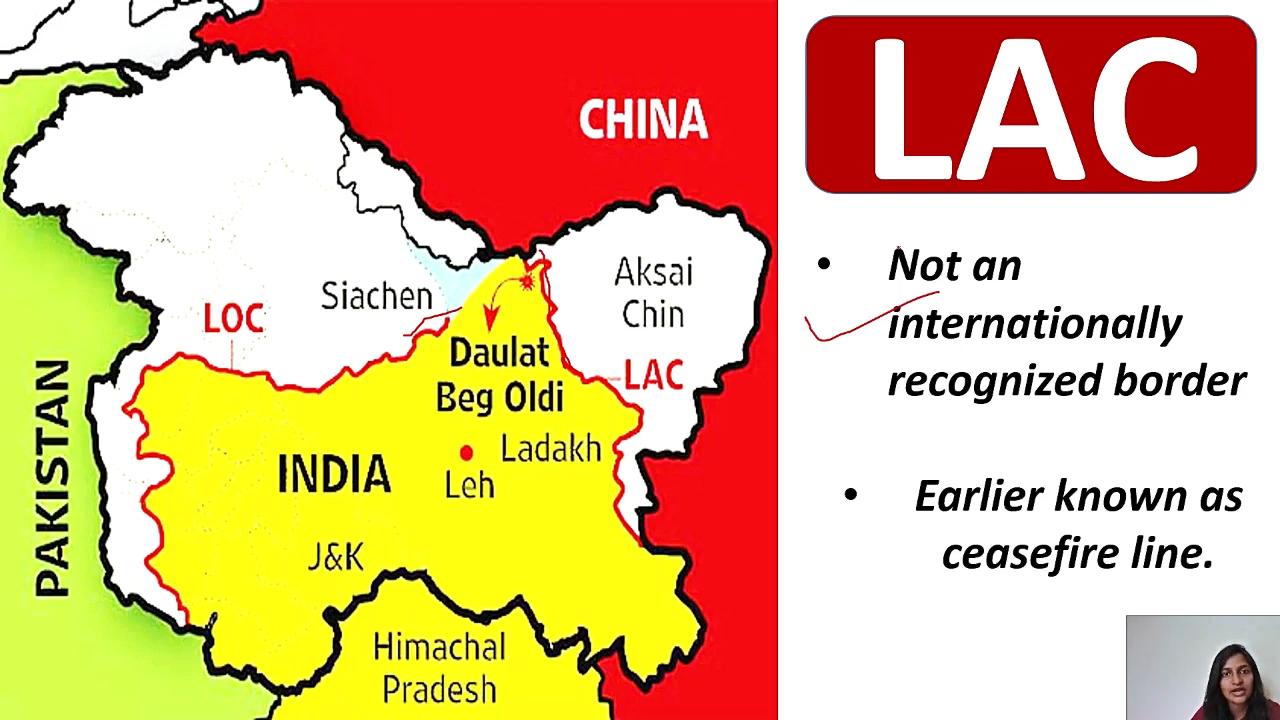 CHINA
Siachen
Aksai
Chin
LOC
Daulat
Beg Oldi
LAC
PAKISTAN
INDIA
Ladakh
Leh
J&K
Himachal
Pradesh
LAC
• Not an
internationally
recognized border
• Earlier known as
ceasefire line.